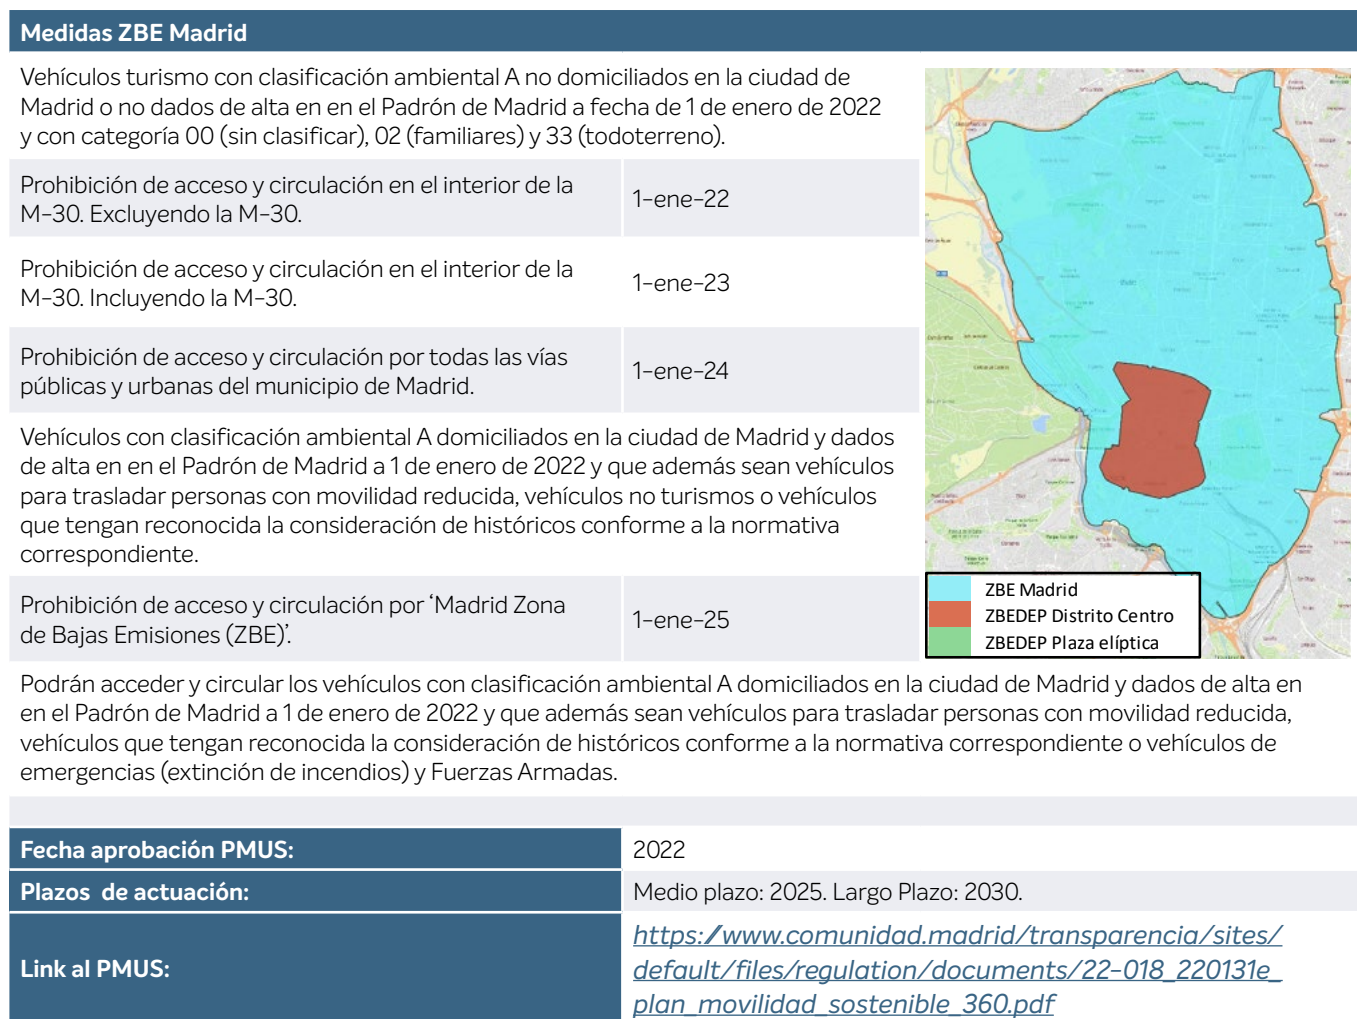 Medidas ZBE Madrid
Vehículos turismo con clasificación ambiental A no domiciliados en la ciudad de
Madrid o no dados de alta en en el Padrón de Madrid a fecha de 1 de enero de 2022
y con categoría 00 (sin clasificar), 02 (familiares) y 33 (todoterreno).
Prohibición de acceso y circulación en el interior de la
M-30. Excluyendo la M-30.
1-ene-22
Prohibición de acceso y circulación en el interior de la
M-30. Incluyendo la M-30.
1-ene-23
Prohibición de acceso y circulación por todas las vías
públicas y urbanas del municipio de Madrid.
1-ene-24
Vehículos con clasificación ambiental A domiciliados en la ciudad de Madrid y dados
de alta en en el Padrón de Madrid a 1 de enero de 2022 y que además sean vehículos
para trasladar personas con movilidad reducida, vehículos no turismos o vehículos
que tengan reconocida la consideración de históricos conforme a la normativa
correspondiente.
Prohibición de acceso y circulación por ‘Madrid Zona
de Bajas Emisiones (ZBE)’.
1-ene-25
ZBE Madrid
ZBEDEP Distrito Centro
ZBEDEP Plaza elíptica
Podrán acceder y circular los vehículos con clasificación ambiental A domiciliados en la ciudad de Madrid y dados de alta en
en el Padrón de Madrid a 1 de enero de 2022 y que además sean vehículos para trasladar personas con movilidad reducida,
vehículos que tengan reconocida la consideración de históricos conforme a la normativa correspondiente o vehículos de
emergencias (extinción de incendios) y Fuerzas Armadas.
Fecha aprobación PMUS:
2022
Plazos de actuación:
Medio plazo: 2025. Largo Plazo: 2030.
Link al PMUS:
https://www.comunidad.madrid/transparencia/sites/
default/files/regulation/documents/22-018_220131e_
plan_movilidad_sostenible_360.pdf